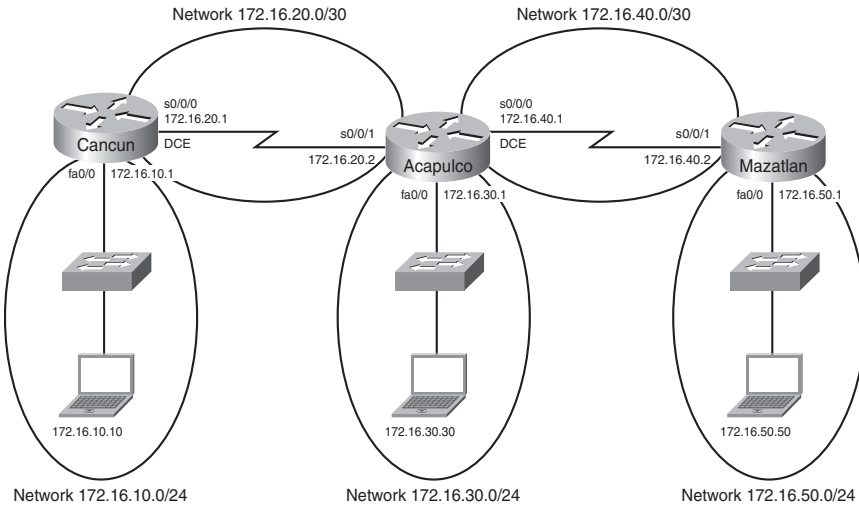 Network 172.16.20.0/30
Network 172.16.40.0/30
s0/0/0
172.16.20.1
DCE
s0/0/1
172.16.20.2
s0/0/0
172.16.40.1
DCE
s0/0/1
172.16.40.2
Cancun
Acapulco
Mazatlan
fa0/0
172.16.10.1
fa0/0
172.16.30.1
fa0/0
172.16.50.1
172.16.10.10
172.16.30.30
172.16.50.50
Network 172.16.10.0/24
Network 172.16.30.0/24
Network 172.16.50.0/24